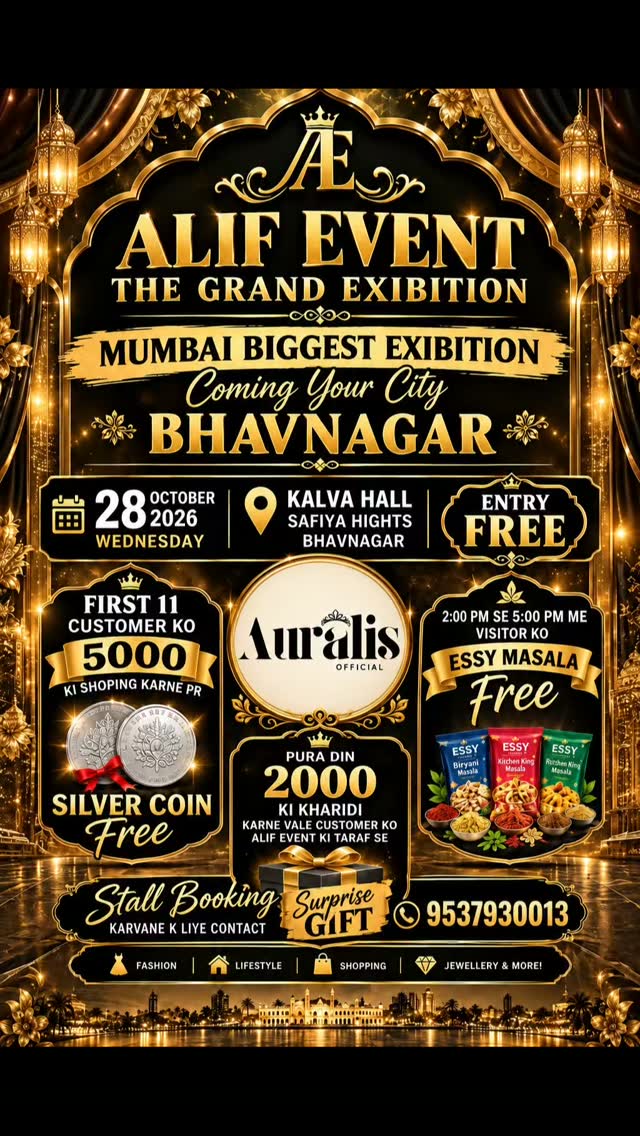 Æ
ALIF EVENT
THE GRAND EXIBITION
MUMBAI BIGGEST EXIBITION
Coming Your City
BHAVNAGAR
28 OCTOBER 2026
WEDNESDAY
KALVA HALL
SAFIYA HIGHTS
BHAVNAGAR
ENTRY
FREE
FIRST 11
CUSTOMER KO
5000
KI SHOPING KARNE PR
SILVER COIN
Free
Auralis
OFFICIAL
2:00 PM SE 5:00 PM ME
VISITOR KO
ESSY MASALA
Free
ESSY
Biryani
Masala
ESSY
Kitchen King
Masala
ESSY
Masala
PURA DIN
2000
KI KHARIDI
KARNE VALE CUSTOMER KO
ALIF EVENT KI TARAF SE
Surprise
GIFT
Stall Booking
KARVANE K LIYE CONTACT
9537930013
FASHION | LIFESTYLE | SHOPPING | JEWELLERY & MORE!